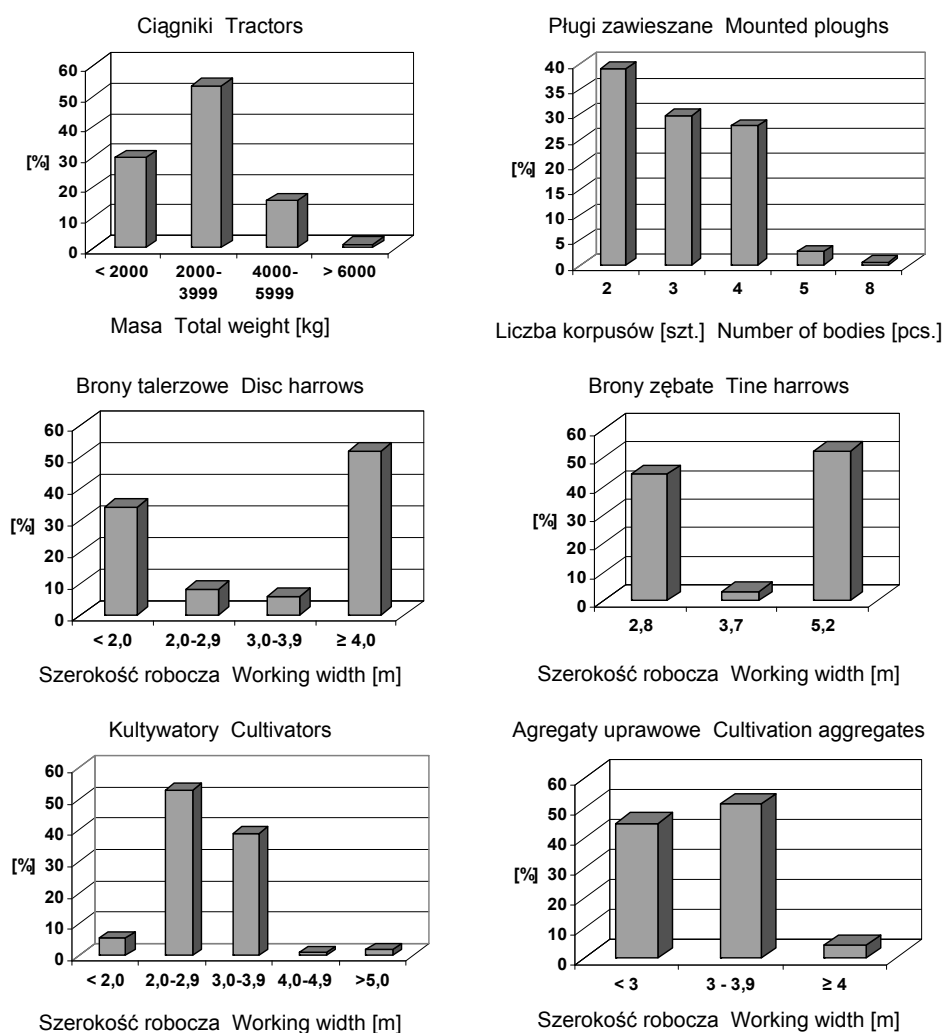 Ciągniki Tractors
60
50
40
30
20
10
0
[%]
< 2000 2000-3999 4000-5999 > 6000
Masa Total weight [kg]
Pługi zawieszane Mounted ploughs
40
35
30
25
20
15
10
5
0
[%]
2 3 4 5 8
Liczba korpusów [szt.] Number of bodies [pcs.]
Brony talerzowe Disc harrows
60
50
40
30
20
10
0
[%]
< 2,0 2,0-2,9 3,0-3,9 ≥ 4,0
Szerokość robocza Working width [m]
Brony zębate Tine harrows
60
50
40
30
20
10
0
[%]
2,8 3,7 5,2
Szerokość robocza Working width [m]
Kultywatory Cultivators
60
50
40
30
20
10
0
[%]
< 2,0 2,0-2,9 3,0-3,9 4,0-4,9 >5,0
Szerokość robocza Working width [m]
Agregaty uprawowe Cultivation aggregates
60
50
40
30
20
10
0
[%]
< 3 3 - 3,9 ≥ 4
Szerokość robocza Working width [m]